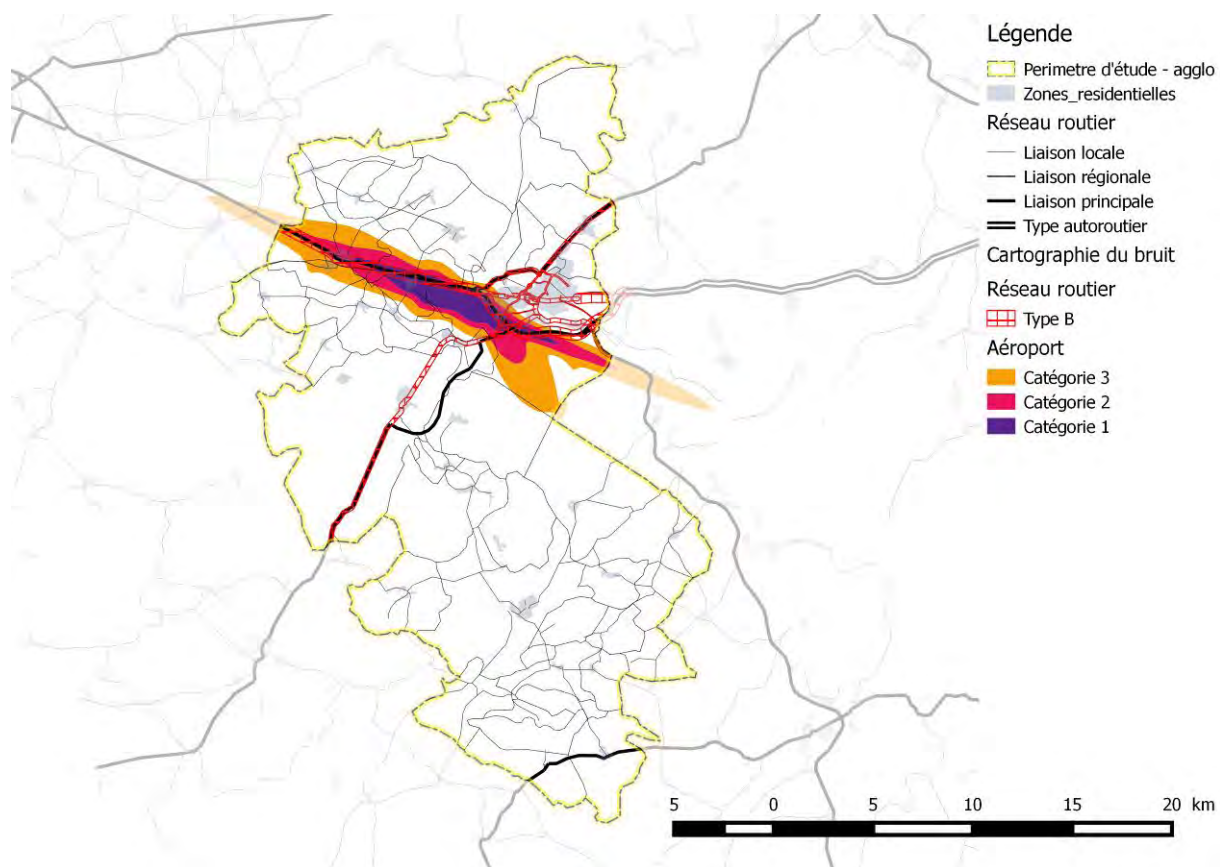 Légende
Perimetre d'étude - agglo
Zones_residentielles
Réseau routier
Liaison locale
Liaison régionale
Liaison principale
Type autoroutier
Cartographie du bruit
Réseau routier
Type B
Aéroport
Catégorie 3
Catégorie 2
Catégorie 1
5 0 5 10 15 20 km